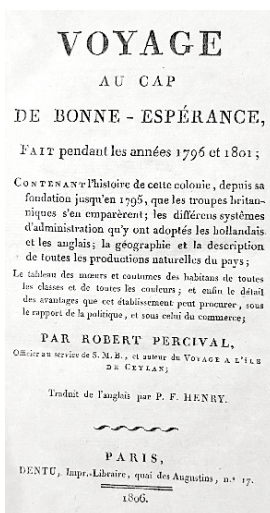 VOYAGE
AU CAP
DE BONNE-ESPÉRANCE,
FAIT pendant les années 1796 et 1801;
CONTENANT l'histoire de cette colonie, depuis sa
fondation jusqu'en 1795, que les troupes britan-
niques s'en emparèrent; les différens systèmes
d'administration qu'y ont adoptés les hollandais
et les anglais; la géographie et la description
de toutes les productions naturelles du pays;
Le tableau des mœurs et coutumes des habitans de toutes
les classes et de toutes les couleurs; et enfin le détail
des avantages que cet établissement peut procurer, sous
le rapport de la politique, et sous celui du commerce;
PAR ROBERT PERCIVAL,
Officier au service de S. M. B., et auteur du VOYAGE A L'ÎLE
DE CEYLAN;
Traduit de l'anglais par P. F. HENRY.
PARIS,
DENTU, Impr.-Libraire, quai des Augustins, n.° 17.
1806.